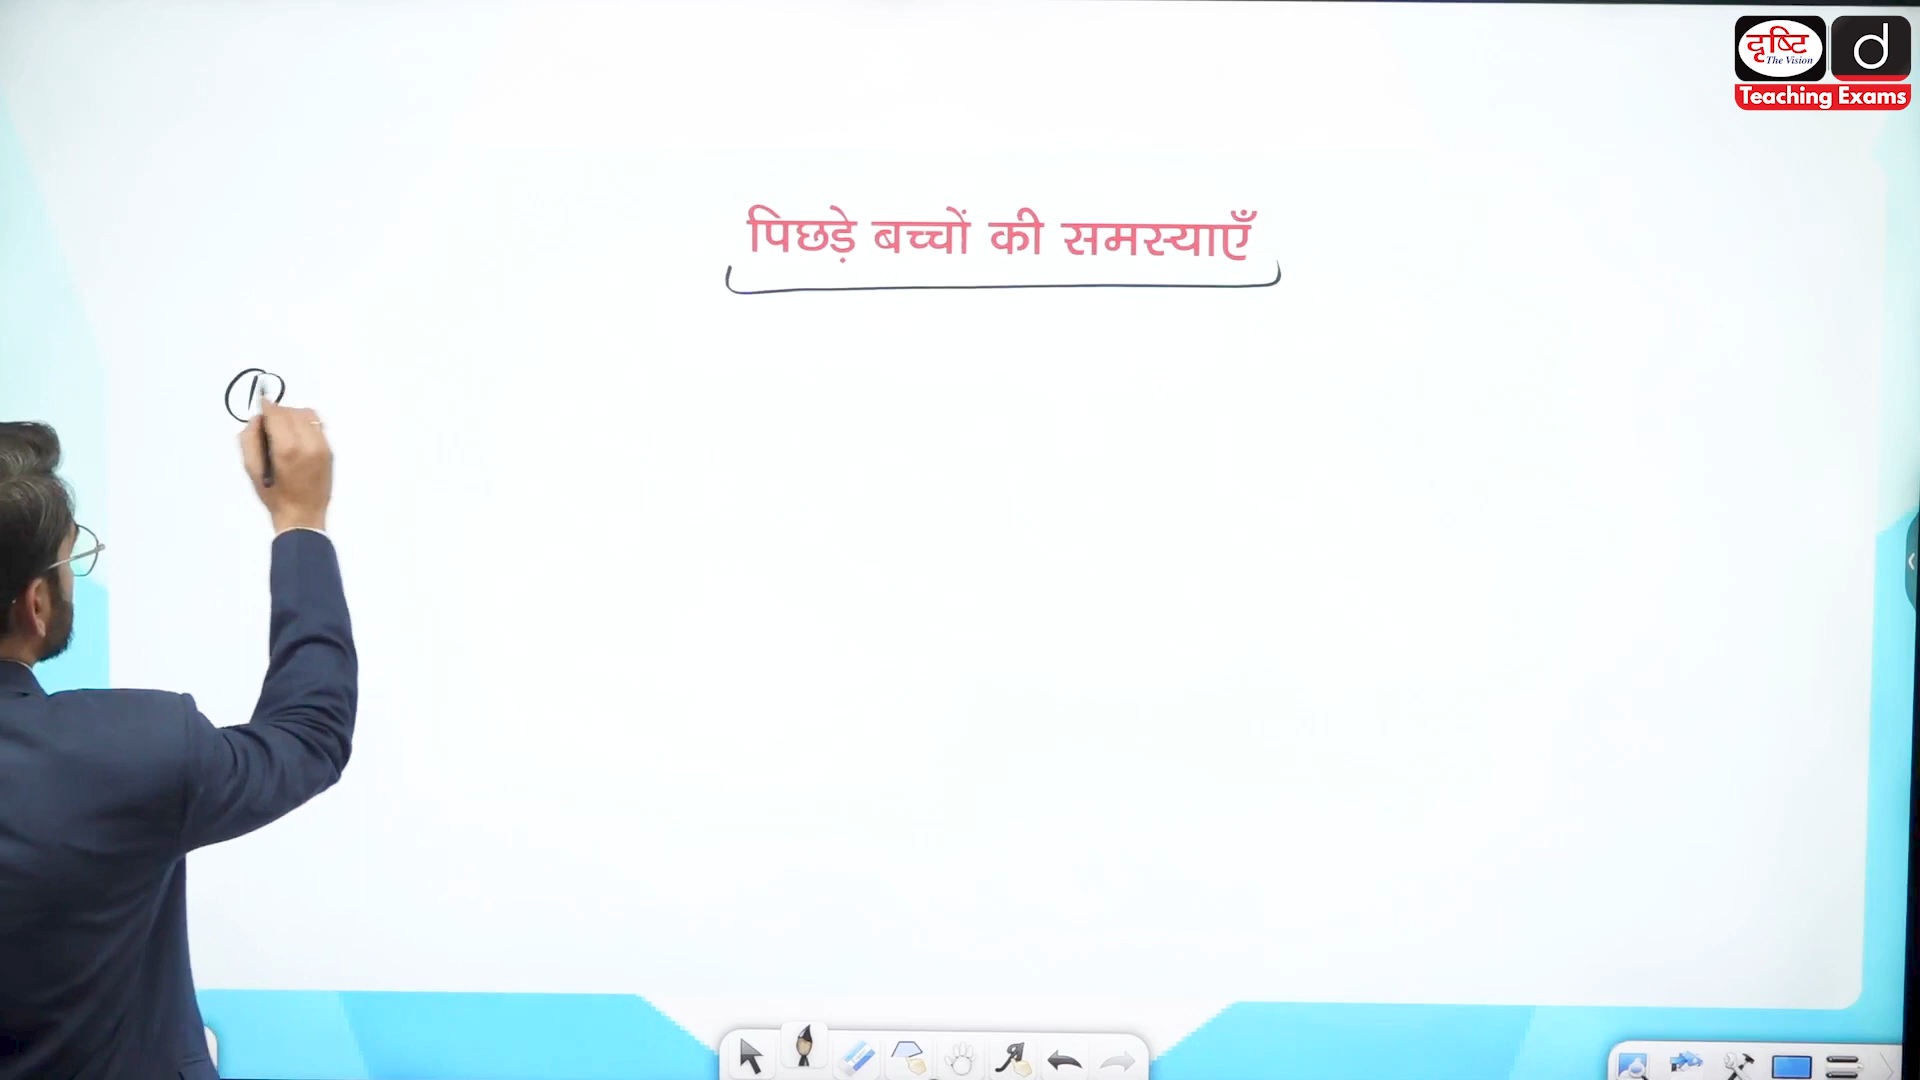 दृष्टि
The Vision
d
Teaching Exams
पिछड़े बच्चों की समस्याएँ
1